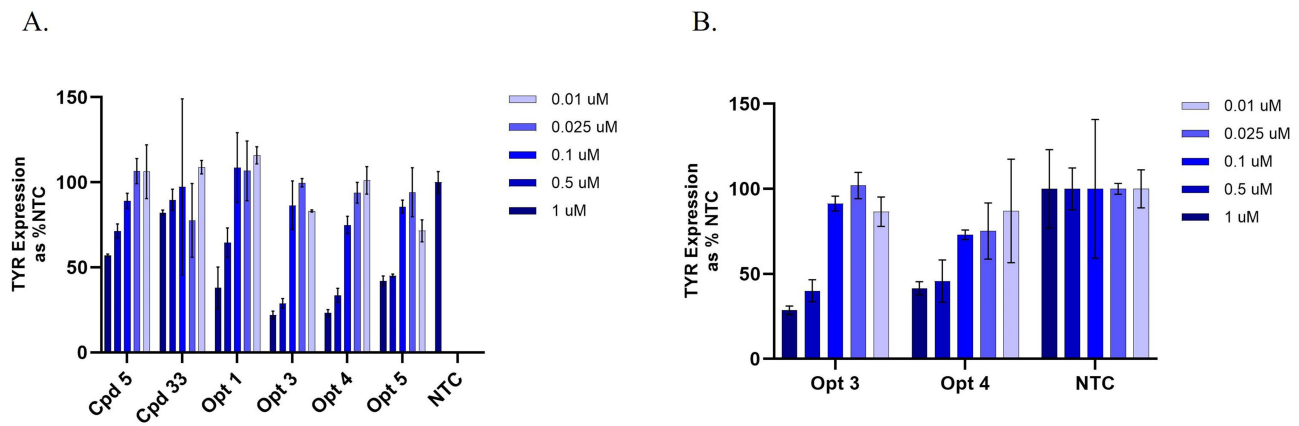 A.
TYR Expression
as %NTC
150
100
50
0
Cpd 5
Cpd 33
Opt 1
Opt 3
Opt 4
Opt 5
NTC
0.01 uM
0.025 uM
0.1 uM
0.5 uM
1 uM
B.
TYR Expression
as % NTC
150
100
50
0
Opt 3
Opt 4
NTC
0.01 uM
0.025 uM
0.1 uM
0.5 uM
1 uM